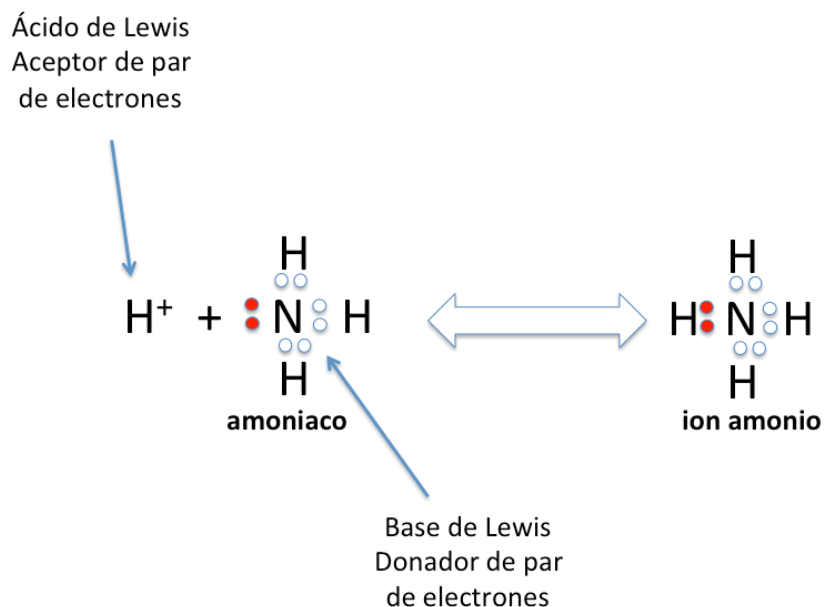 Ácido de Lewis
Aceptor de par
de electrones
H
H⁺ + N H
H
amoniaco
H
H N H
H
ion amonio
Base de Lewis
Donador de par
de electrones